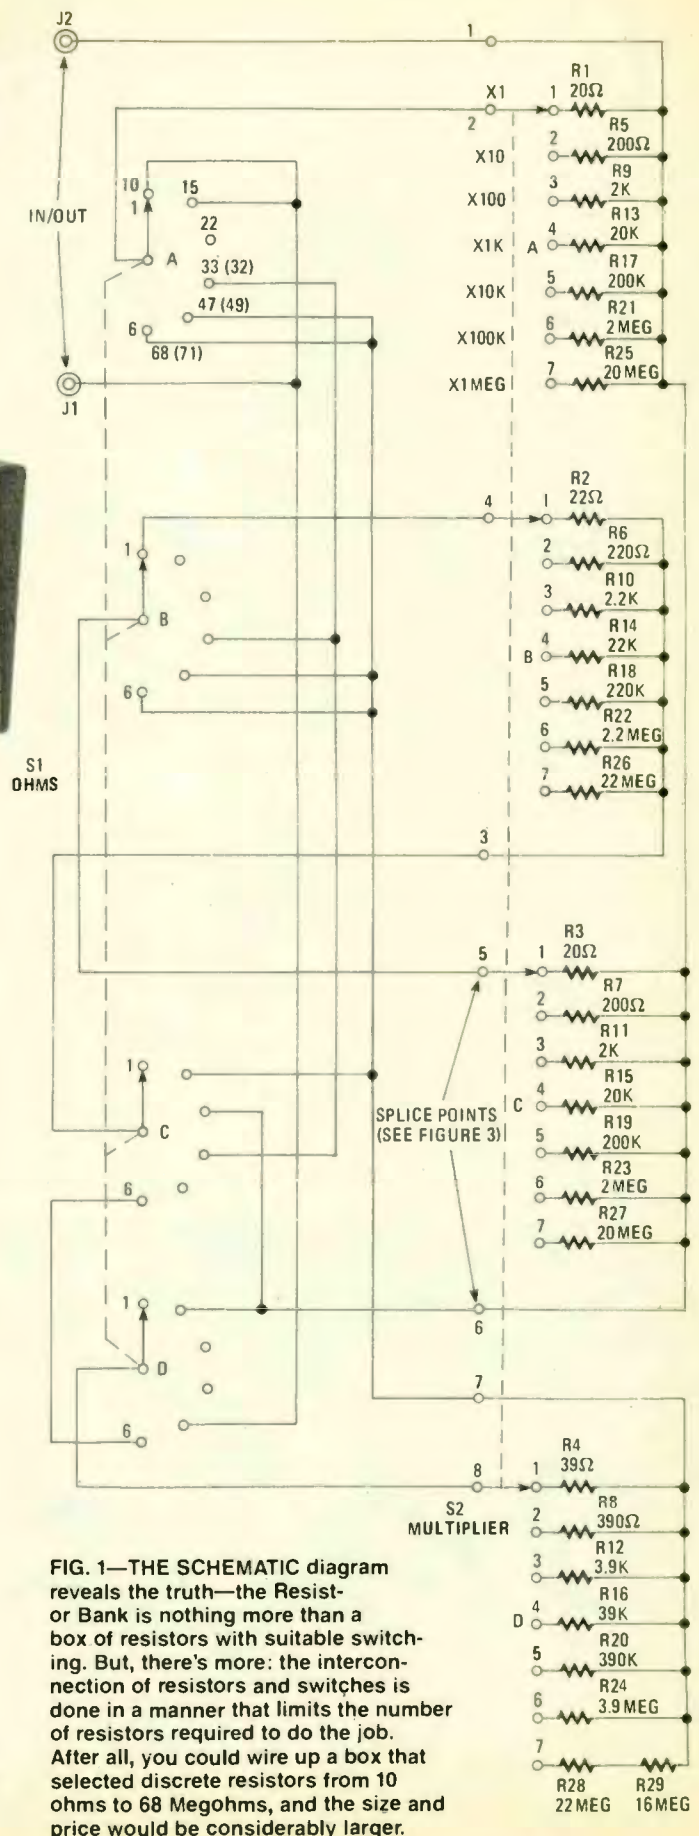 J2
1
R1
20Ω
X1
1
2
R5
200Ω
X10
2
R9
2K
X100
3
R13
20K
X1K
A
4
R17
200K
X10K
5
R21
2 MEG
X100K
6
R25
20 MEG
X1 MEG
7
10
15
1
IN/OUT
22
A
33 (32)
47 (49)
6
68 (71)
J1
R2
22Ω
4
1
R6
220Ω
1
2
R10
2.2K
3
R14
22K
B
B
4
R18
220K
5
R22
2.2 MEG
6
6
R26
22 MEG
7
S1
OHMS
3
R3
20Ω
5
1
R7
200Ω
2
R11
2K
3
R15
20K
1
SPLICE POINTS
(SEE FIGURE 3)
C
4
R19
200K
C
5
R23
2 MEG
6
6
R27
20 MEG
7
1
6
D
7
6
R4
39Ω
8
1
S2
MULTIPLIER
R8
390Ω
2
R12
3.9K
3
R16
39K
D
4
R20
390K
5
R24
3.9 MEG
6
7
R28
22 MEG
R29
16 MEG
FIG. 1—THE SCHEMATIC diagram
reveals the truth—the Resist-
or Bank is nothing more than a
box of resistors with suitable switch-
ing. But, there's more: the intercon-
nection of resistors and switches is
done in a manner that limits the number
of resistors required to do the job.
After all, you could wire up a box that
selected discrete resistors from 10
ohms to 68 Megohms, and the size and
price would be considerably larger.